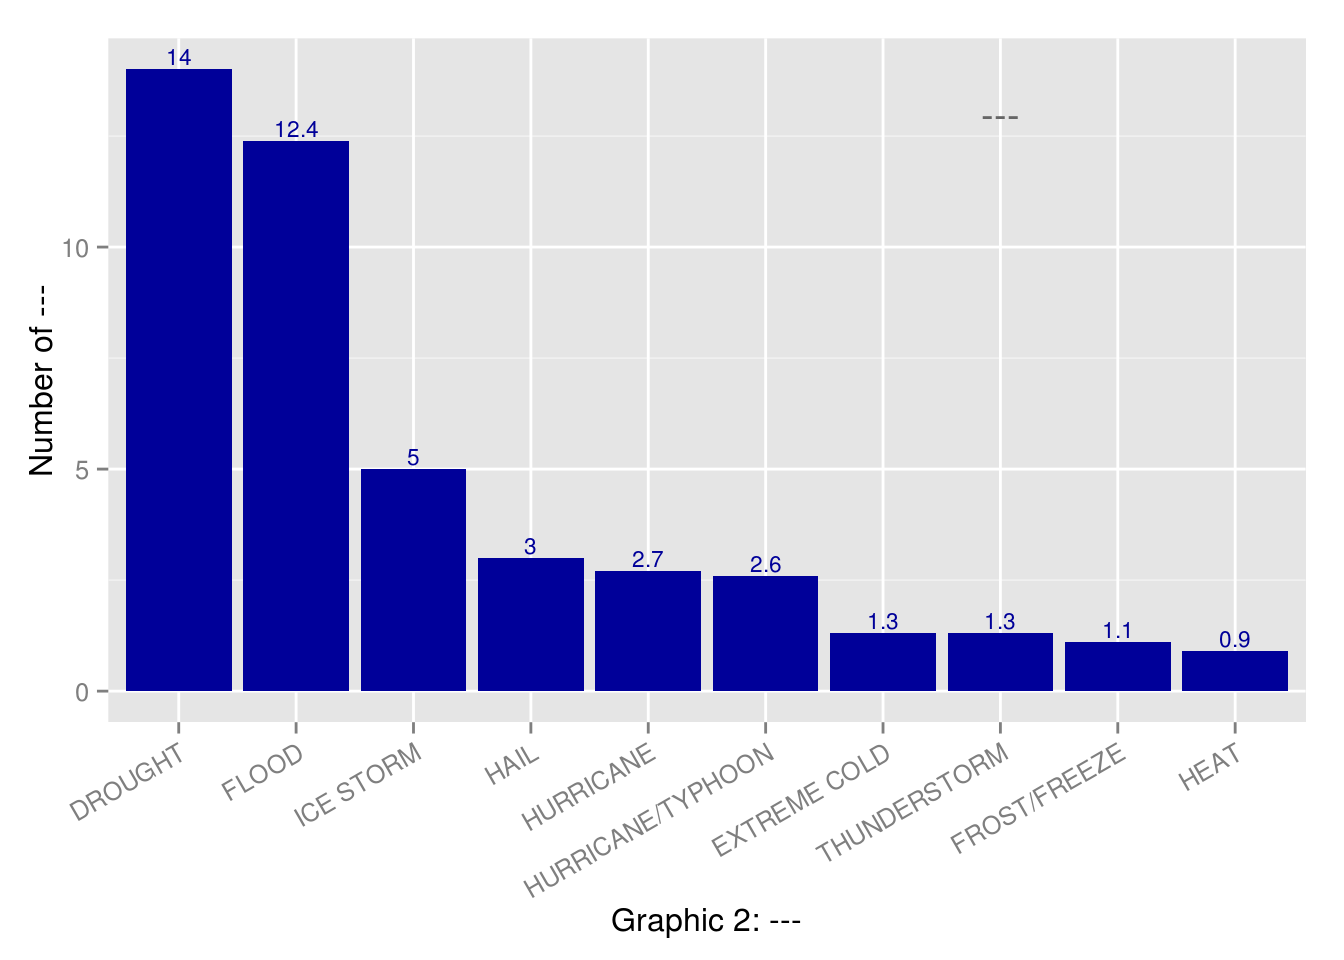 14
12.4
---
10
5
3
2.7
2.6
1.3
1.3
1.1
0.9
5
0
Number of ---
DROUGHT
FLOOD
ICE STORM
HAIL
HURRICANE
HURRICANE/TYPHOON
EXTREME COLD
THUNDERSTORM
FROST/FREEZE
HEAT
Graphic 2: ---